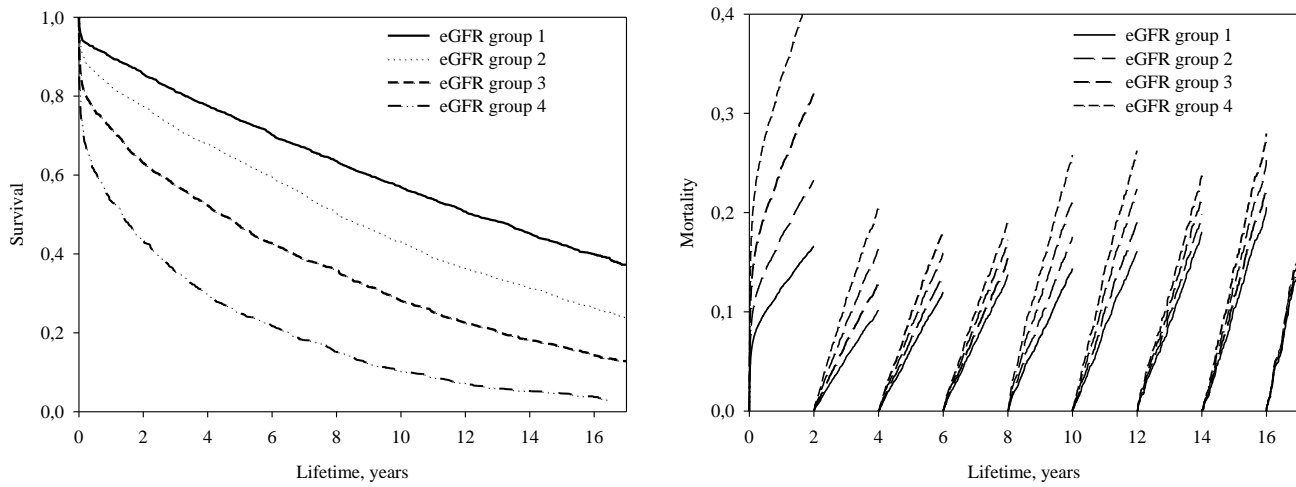 1,0
0,8
0,6
0,4
0,2
0,0
Survival
0 2 4 6 8 10 12 14 16
Lifetime, years
eGFR group 1
eGFR group 2
eGFR group 3
eGFR group 4
0,4
0,3
0,2
0,1
0,0
Mortality
0 2 4 6 8 10 12 14 16
Lifetime, years
eGFR group 1
eGFR group 2
eGFR group 3
eGFR group 4